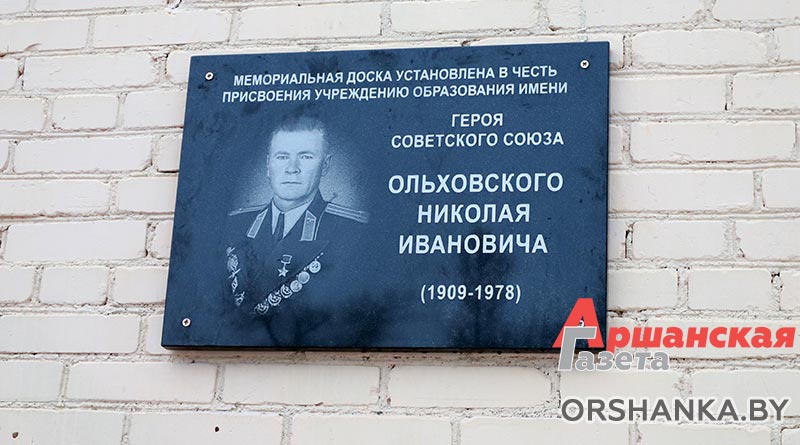 МЕМОРИАЛЬНАЯ ДОСКА УСТАНОВЛЕНА В ЧЕСТЬ
ПРИСВОЕНИЯ УЧРЕЖДЕНИЮ ОБРАЗОВАНИЯ ИМЕНИ
ГЕРОЯ
СОВЕТСКОГО СОЮЗА
ОЛЬХОВСКОГО
НИКОЛАЯ
ИВАНОВИЧА
(1909-1978)
Аршанская
Газета
ORSHANKA.BY